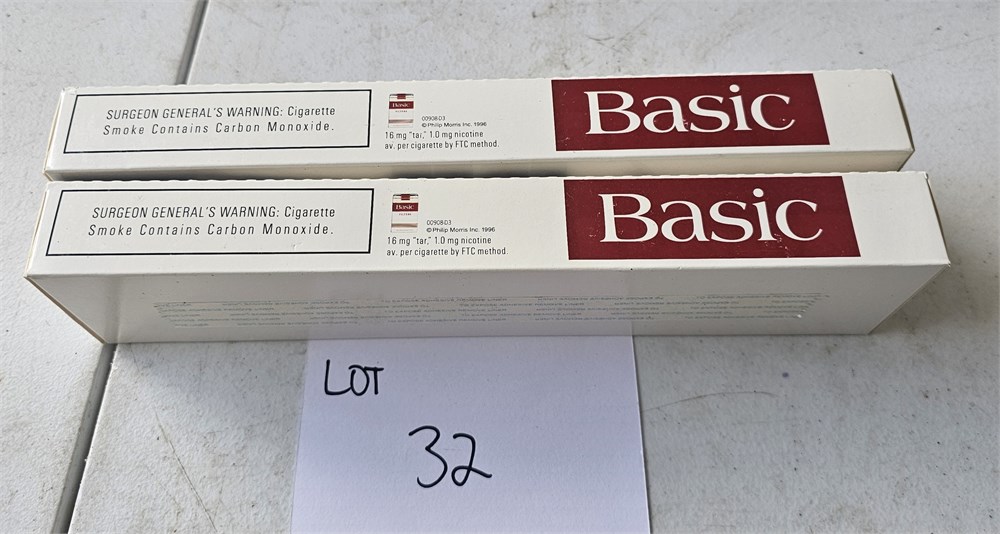 SURGEON GENERAL'S WARNING: Cigarette
Smoke Contains Carbon Monoxide.
Basic
00908D3
©Philip Morris Inc. 1996
16 mg "tar," 1.0 mg nicotine
av. per cigarette by FTC method.
Basic
SURGEON GENERAL'S WARNING: Cigarette
Smoke Contains Carbon Monoxide.
Basic
00908D3
©Philip Morris Inc. 1996
16 mg "tar," 1.0 mg nicotine
av. per cigarette by FTC method.
Basic
LOT
32